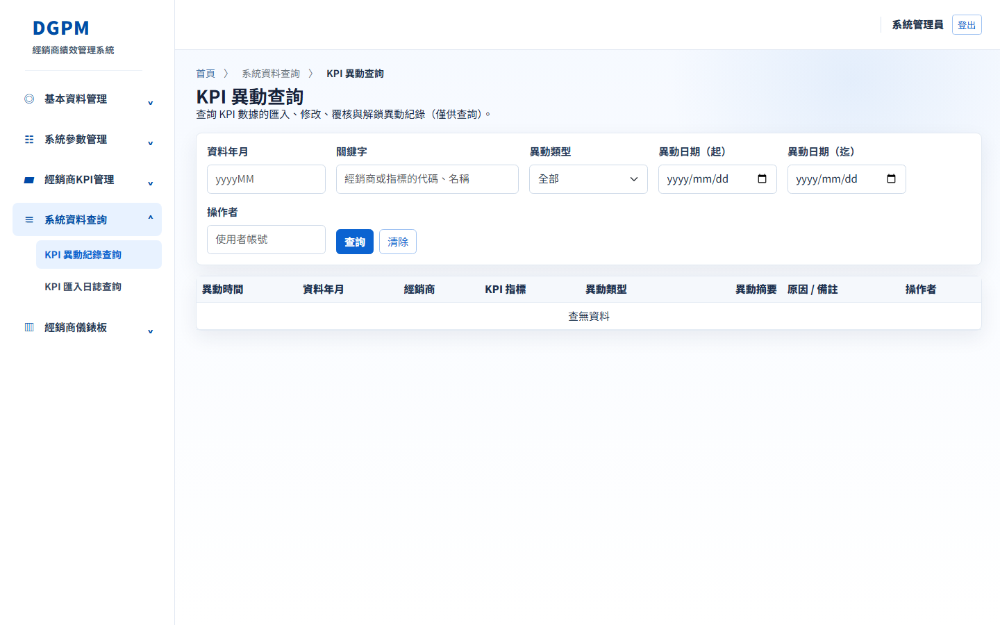 DGPM
經銷商績效管理系統
基本資料管理
系統參數管理
經銷商KPI管理
系統資料查詢
KPI 異動紀錄查詢
KPI 匯入日誌查詢
經銷商儀錶板
系統管理員
登出
首頁 〉 系統資料查詢 〉 KPI 異動查詢
KPI 異動查詢
查詢 KPI 數據的匯入、修改、覆核與解鎖異動紀錄（僅供查詢）。
資料年月 關鍵字 異動類型 異動日期（起） 異動日期（迄）
yyyyMM 經銷商或指標的代碼、名稱 全部 yyyy/mm/dd yyyy/mm/dd
操作者
使用者帳號 查詢 清除
異動時間 資料年月 經銷商 KPI 指標 異動類型 異動摘要 原因 / 備註 操作者
查無資料